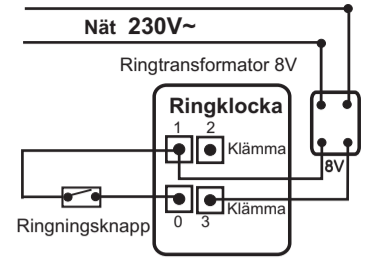 Nät 230V~
Ringtransformator 8V
Ringklocka
1 2
Klämma
8V
Klämma
Ringningsknapp
0 3